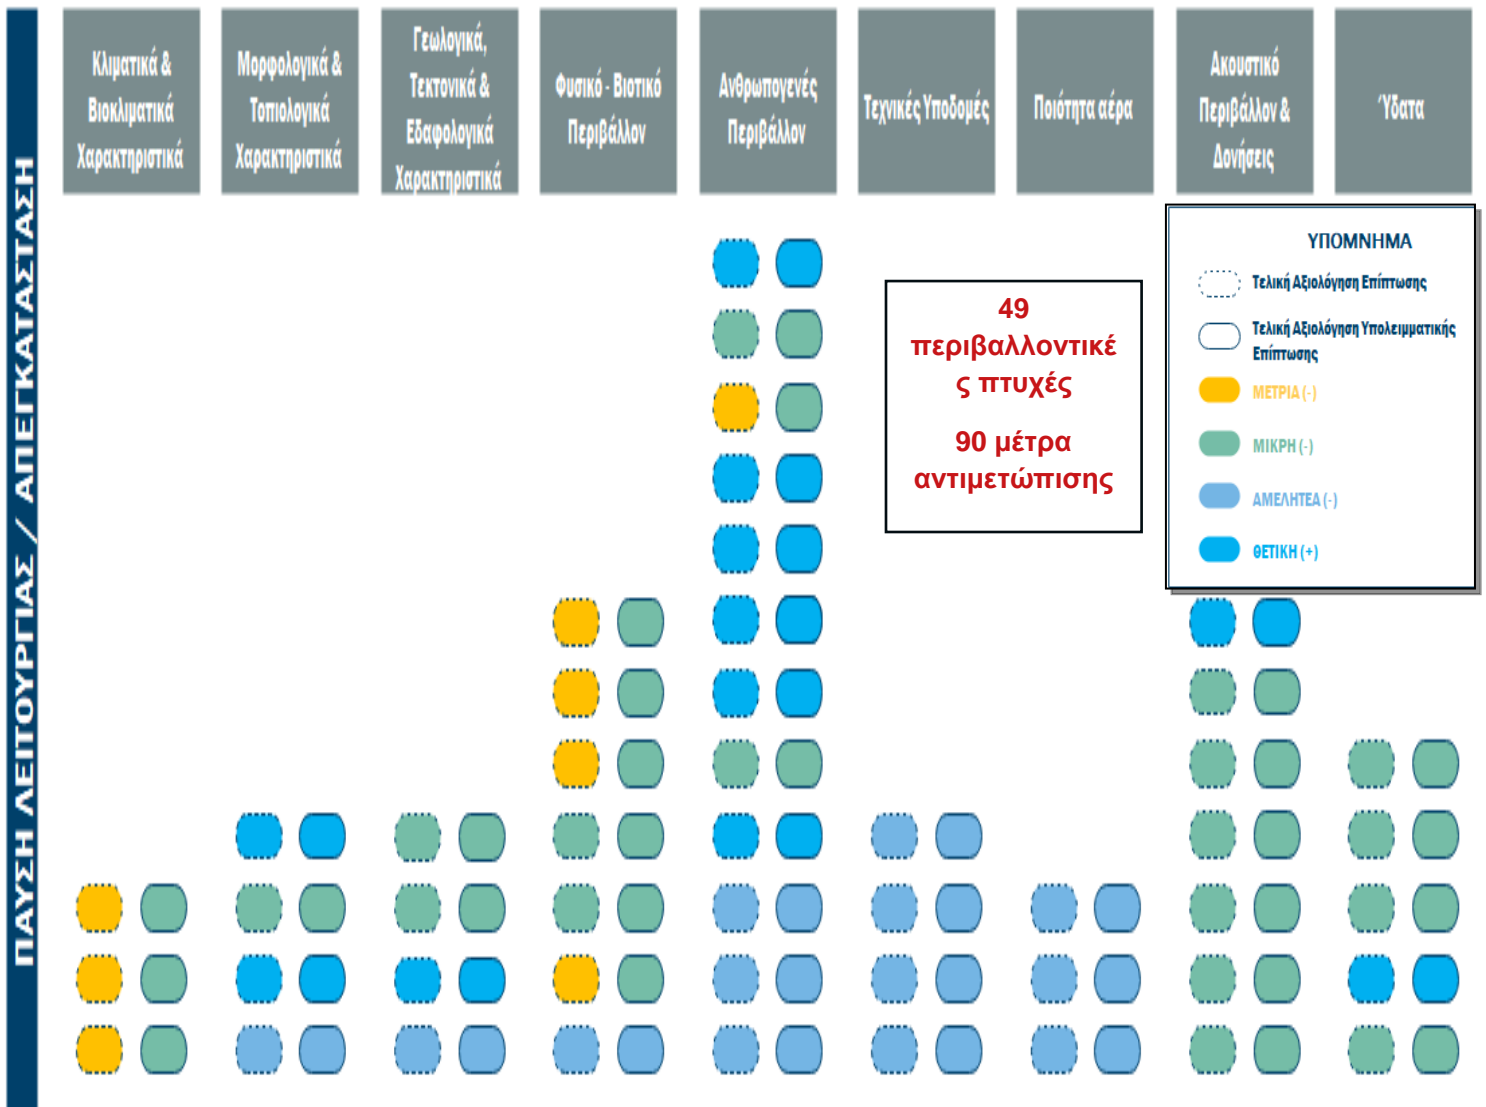 ΠΑΥΣΗ ΛΕΙΤΟΥΡΓΙΑΣ / ΑΠΕΓΚΑΤΑΣΤΑΣΗ
Κλιματικά &
Βιοκλιματικά
Χαρακτηριστικά
Μορφολογικά &
Τοπιολογικά
Χαρακτηριστικά
Γεωλογικά,
Τεκτονικά &
Εδαφολογικά
Χαρακτηριστικά
Φυσικό - Βιοτικό
Περιβάλλον
Ανθρωπογενές
Περιβάλλον
Τεχνικές Υποδομές
Ποιότητα αέρα
Ακουστικό
Περιβάλλον &
Δονήσεις
Ύδατα
49
περιβαλλοντικέ
ς πτυχές
90 μέτρα
αντιμετώπισης
ΥΠΟΜΝΗΜΑ
Τελική Αξιολόγηση Επίπτωσης
Τελική Αξιολόγηση Υπολειμματικής
Επίπτωσης
ΜΕΤΡΙΑ (-)
ΜΙΚΡΗ (-)
ΑΜΕΛΗΤΕΑ (-)
ΘΕΤΙΚΗ (+)